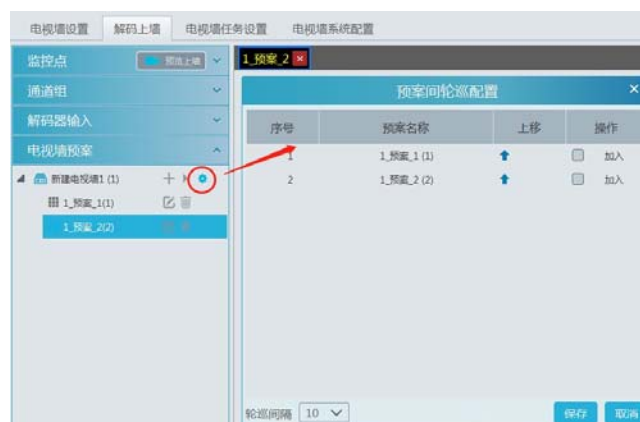 电视墙设置 解码上墙 电视墙任务设置 电视墙系统配置
监控点 预览上墙
1_预案_2
通道组
预案间轮巡配置
解码器输入
序号 预案名称 上移 操作
电视墙预案
1 1_预案_1 (1) 加入
新建电视墙1 (1)
2 1_预案_2 (2) 加入
1_预案_1(1)
1_预案_2(2)
轮巡间隔 10 保存 取消